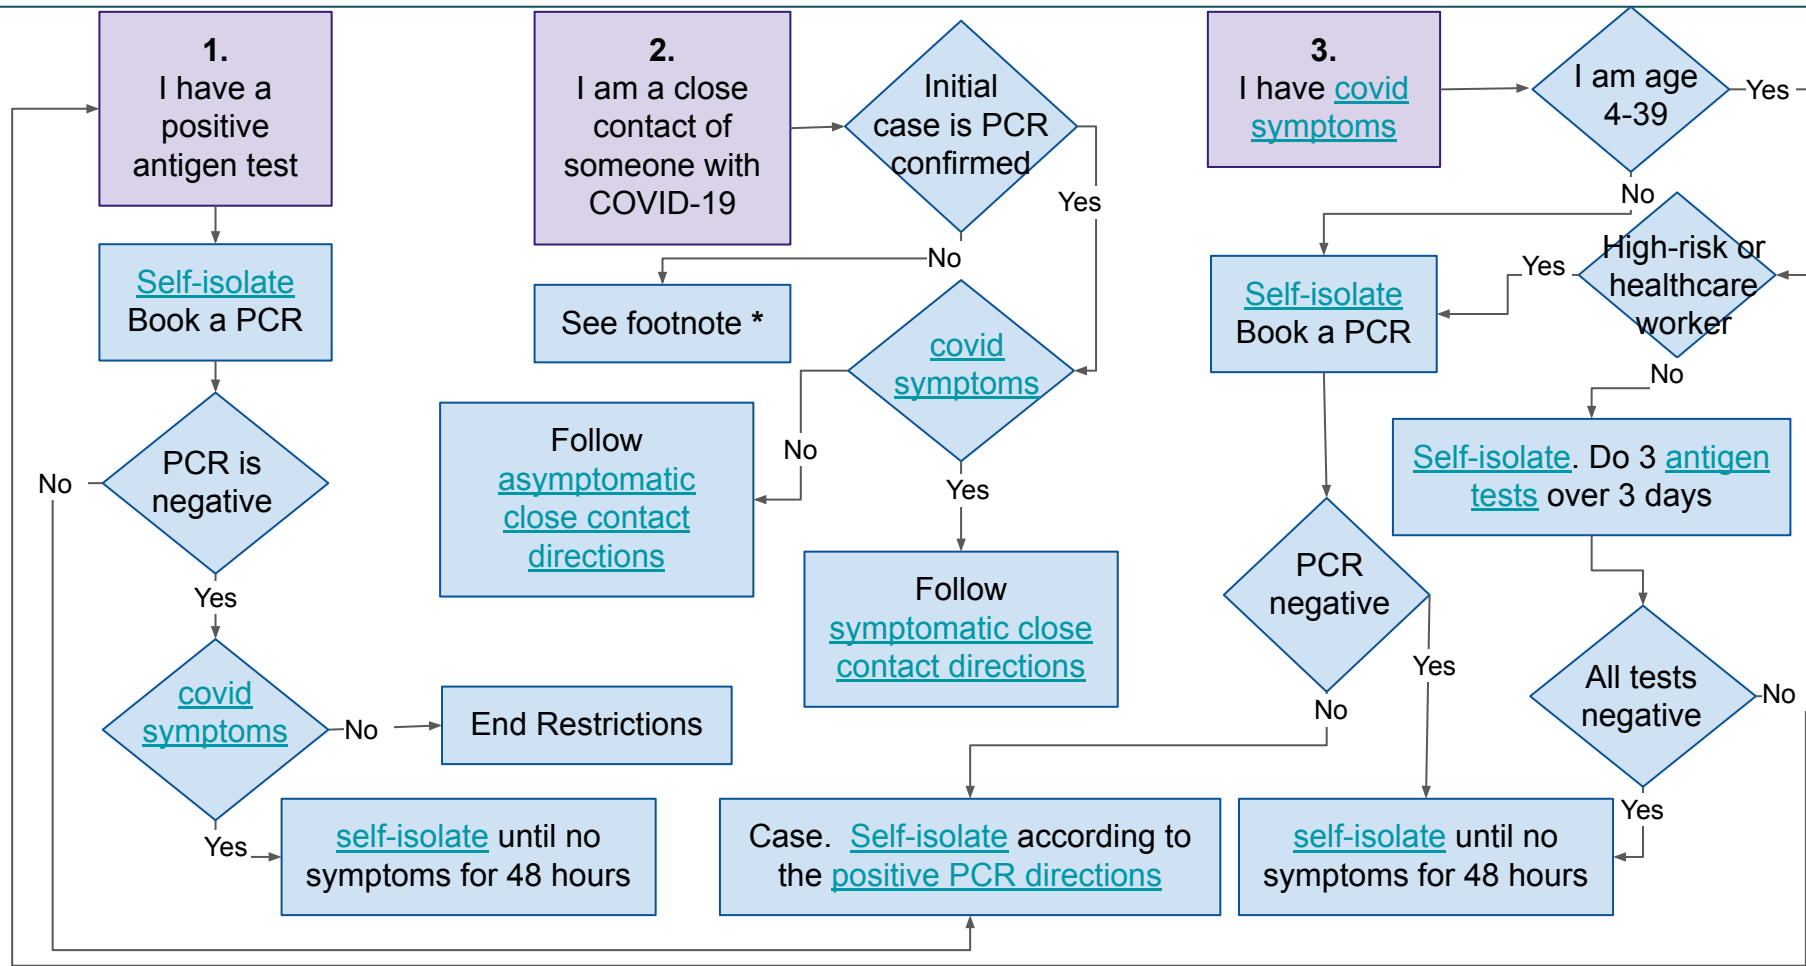 1.
I have a
positive
antigen test
Self-isolate
Book a PCR
PCR is
negative
No
Yes
covid
symptoms
No
End Restrictions
Yes
self-isolate until no
symptoms for 48 hours
2.
I am a close
contact of
someone with
COVID-19
Initial
case is PCR
confirmed
Yes
No
See footnote *
covid
symptoms
No
Follow
asymptomatic
close contact
directions
Yes
Follow
symptomatic close
contact directions
3.
I have covid
symptoms
I am age
4-39
Yes
No
High-risk or
healthcare
worker
Yes
Self-isolate
Book a PCR
No
Self-isolate. Do 3 antigen
tests over 3 days
PCR
negative
Yes
No
All tests
negative
No
Yes
Case. Self-isolate according to
the positive PCR directions
self-isolate until no
symptoms for 48 hours